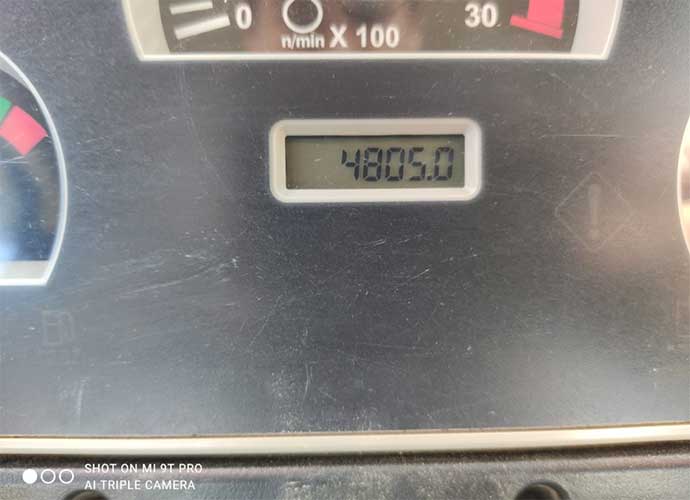 0
30
n/min X 100
4805.0
SHOT ON MI 9T PRO
AI TRIPLE CAMERA